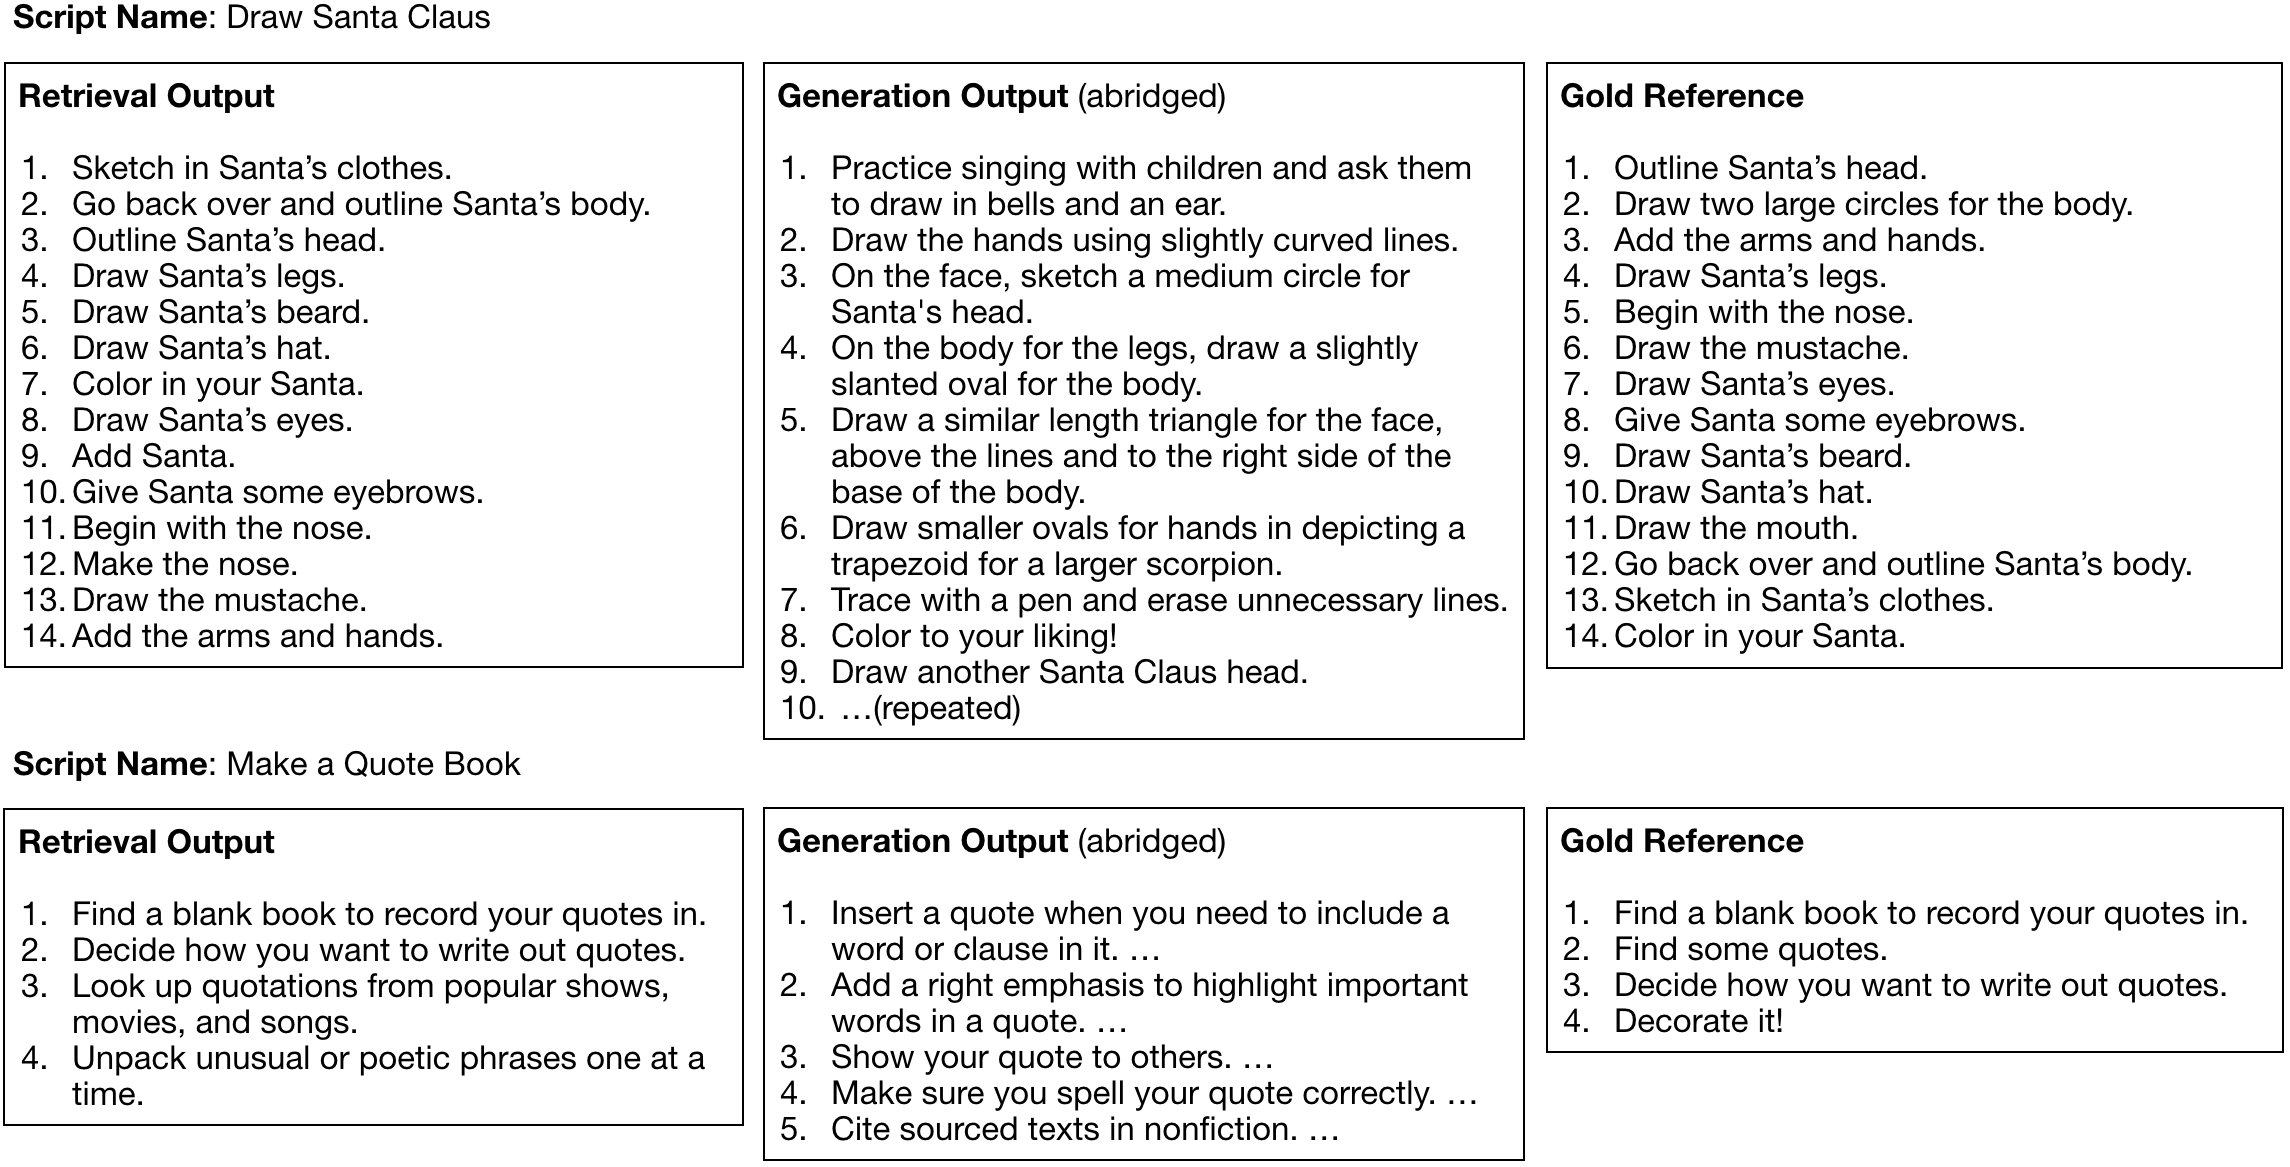 Script Name: Draw Santa Claus
Retrieval Output
1. Sketch in Santa’s clothes.
2. Go back over and outline Santa’s body.
3. Outline Santa’s head.
4. Draw Santa’s legs.
5. Draw Santa’s beard.
6. Draw Santa’s hat.
7. Color in your Santa.
8. Draw Santa’s eyes.
9. Add Santa.
10. Give Santa some eyebrows.
11. Begin with the nose.
12. Make the nose.
13. Draw the mustache.
14. Add the arms and hands.
Generation Output (abridged)
1. Practice singing with children and ask them
to draw in bells and an ear.
2. Draw the hands using slightly curved lines.
3. On the face, sketch a medium circle for
Santa's head.
4. On the body for the legs, draw a slightly
slanted oval for the body.
5. Draw a similar length triangle for the face,
above the lines and to the right side of the
base of the body.
6. Draw smaller ovals for hands in depicting a
trapezoid for a larger scorpion.
7. Trace with a pen and erase unnecessary lines.
8. Color to your liking!
9. Draw another Santa Claus head.
10. …(repeated)
Gold Reference
1. Outline Santa’s head.
2. Draw two large circles for the body.
3. Add the arms and hands.
4. Draw Santa’s legs.
5. Begin with the nose.
6. Draw the mustache.
7. Draw Santa’s eyes.
8. Give Santa some eyebrows.
9. Draw Santa’s beard.
10. Draw Santa’s hat.
11. Draw the mouth.
12. Go back over and outline Santa’s body.
13. Sketch in Santa’s clothes.
14. Color in your Santa.
Script Name: Make a Quote Book
Retrieval Output
1. Find a blank book to record your quotes in.
2. Decide how you want to write out quotes.
3. Look up quotations from popular shows,
movies, and songs.
4. Unpack unusual or poetic phrases one at a
time.
Generation Output (abridged)
1. Insert a quote when you need to include a
word or clause in it. …
2. Add a right emphasis to highlight important
words in a quote. …
3. Show your quote to others. …
4. Make sure you spell your quote correctly. …
5. Cite sourced texts in nonfiction. …
Gold Reference
1. Find a blank book to record your quotes in.
2. Find some quotes.
3. Decide how you want to write out quotes.
4. Decorate it!